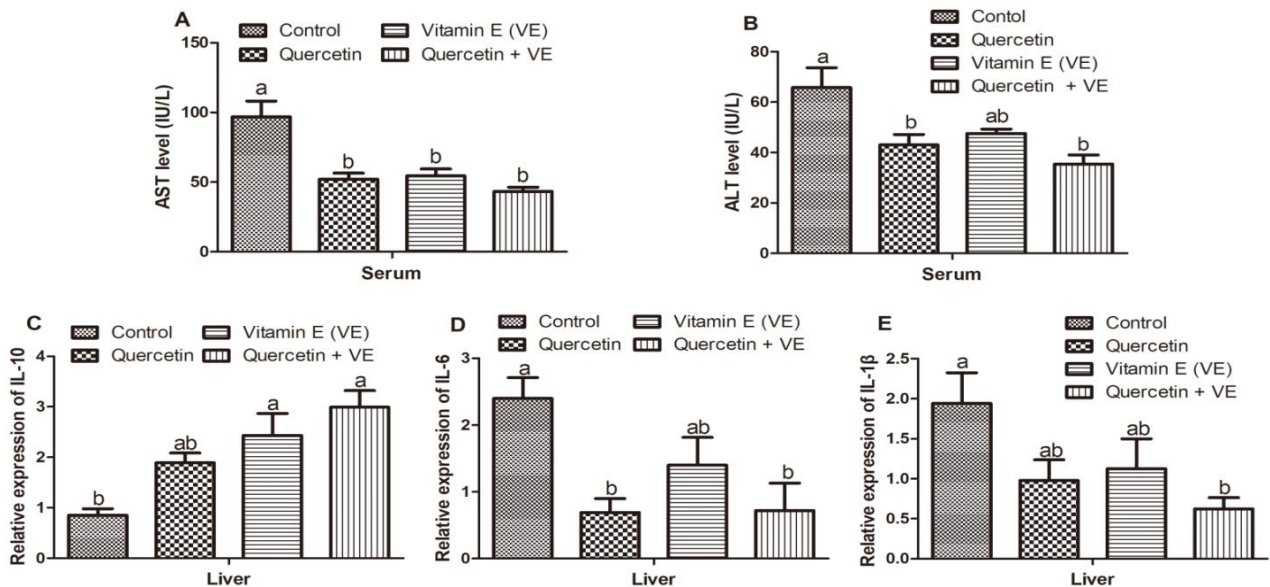 A
Control
Vitamin E (VE)
Quercetin
Quercetin + VE
AST level (IU/L)
150
100
50
0
a
b
b
b
Serum
B
Contol
Quercetin
Vitamin E (VE)
Quercetin + VE
ALT level (IU/L)
80
60
40
20
0
a
b
ab
b
Serum
C
Control
Vitamin E (VE)
Quercetin
Quercetin + VE
Relative expression of IL-10
4
3
2
1
0
b
ab
a
a
Liver
D
Control
Vitamin E (VE)
Quercetin
Quercetin + VE
Relative expression of IL-6
3
2
1
0
a
b
ab
b
Liver
E
Control
Quercetin
Vitamin E (VE)
Quercetin + VE
Relative expression of IL-1β
2.5
2.0
1.5
1.0
0.5
0.0
a
ab
ab
b
Liver